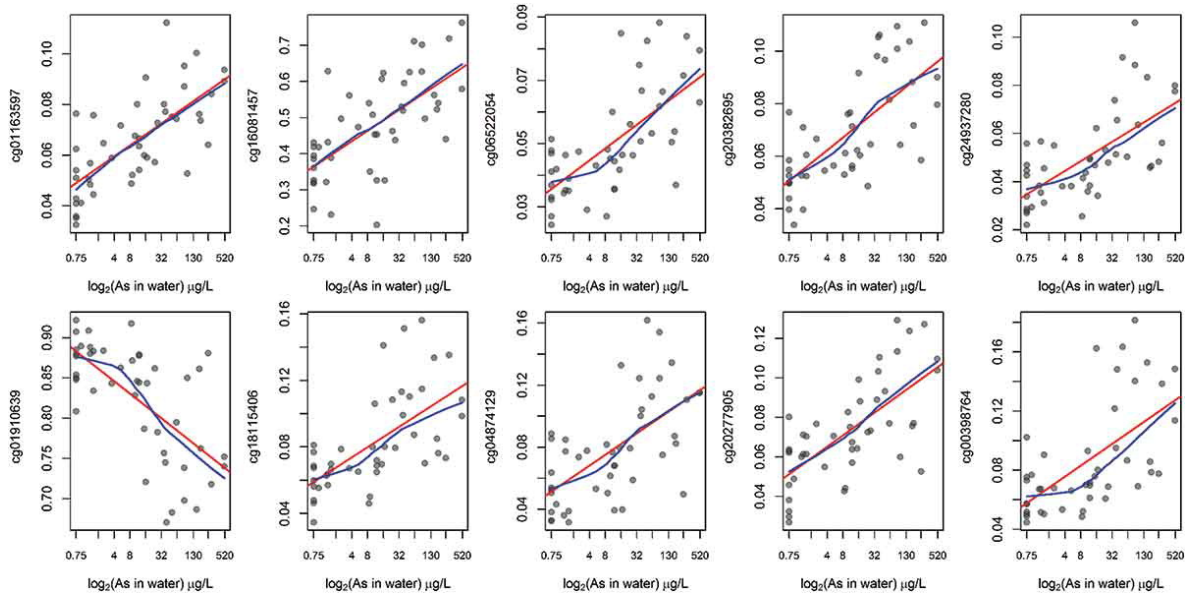 cg01163597
0.10
0.08
0.06
0.04
0.75 4 8 32 130 520
log₂(As in water) μg/L
cg16081457
0.7
0.6
0.5
0.4
0.3
0.2
0.75 4 8 32 130 520
log₂(As in water) μg/L
cg06522054
0.09
0.07
0.05
0.03
0.75 4 8 32 130 520
log₂(As in water) μg/L
cg20382695
0.10
0.08
0.06
0.04
0.75 4 8 32 130 520
log₂(As in water) μg/L
cg24937280
0.10
0.08
0.06
0.04
0.02
0.75 4 8 32 130 520
log₂(As in water) μg/L
cg01910639
0.90
0.85
0.80
0.75
0.70
0.75 4 8 32 130 520
log₂(As in water) μg/L
cg18115406
0.16
0.12
0.08
0.04
0.75 4 8 32 130 520
log₂(As in water) μg/L
cg04874129
0.16
0.12
0.08
0.04
0.75 4 8 32 130 520
log₂(As in water) μg/L
cg20277905
0.12
0.10
0.08
0.06
0.04
0.75 4 8 32 130 520
log₂(As in water) μg/L
cg00398764
0.16
0.12
0.08
0.04
0.75 4 8 32 130 520
log₂(As in water) μg/L